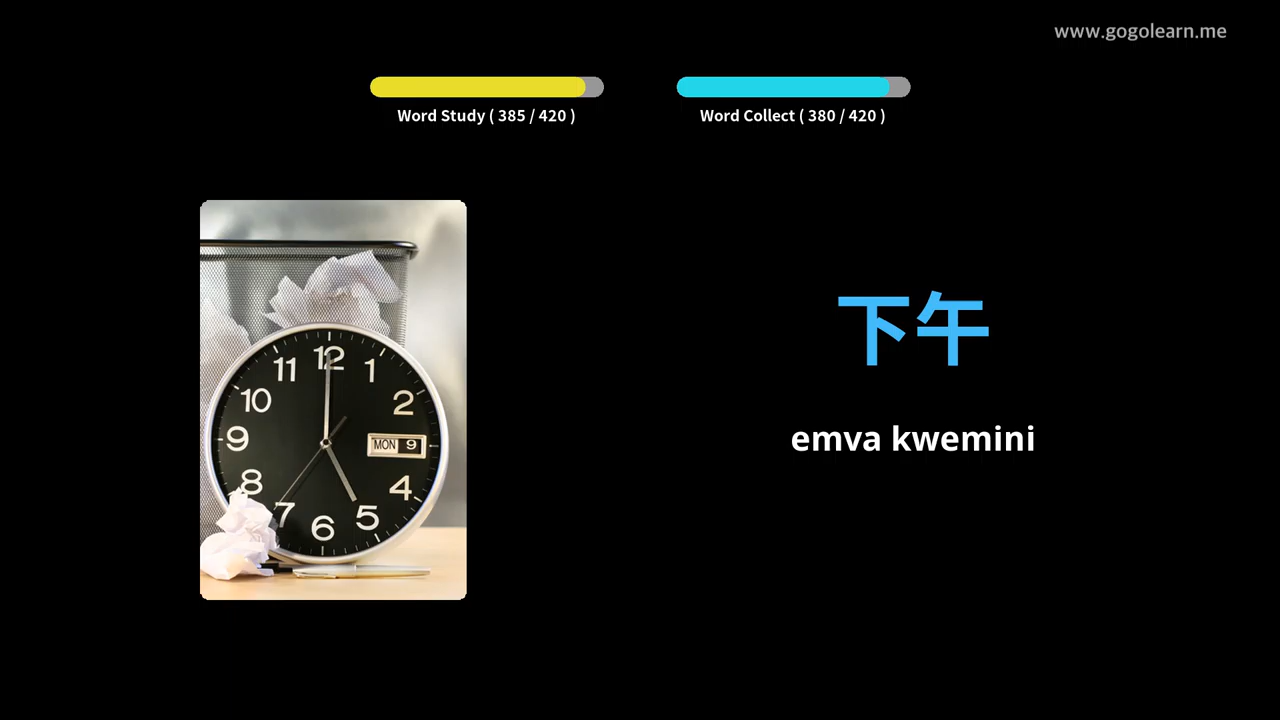 www.gogolearn.me
Word Study ( 385 / 420 )
Word Collect ( 380 / 420 )
12
11
1
10
2
9
MON 9
8
4
7
5
6
下午
emva kwemini